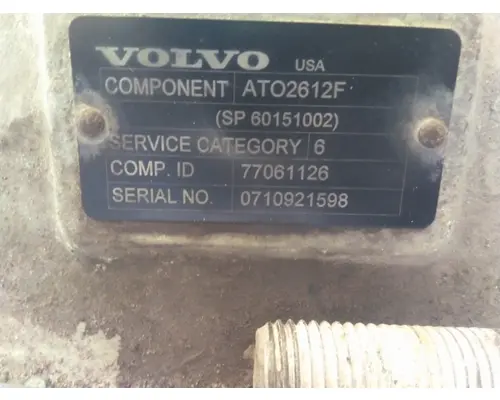 VOLVO USA
COMPONENT ATO2612F
(SP 60151002)
SERVICE CATEGORY 6
COMP. ID 77061126
SERIAL NO. 0710921598